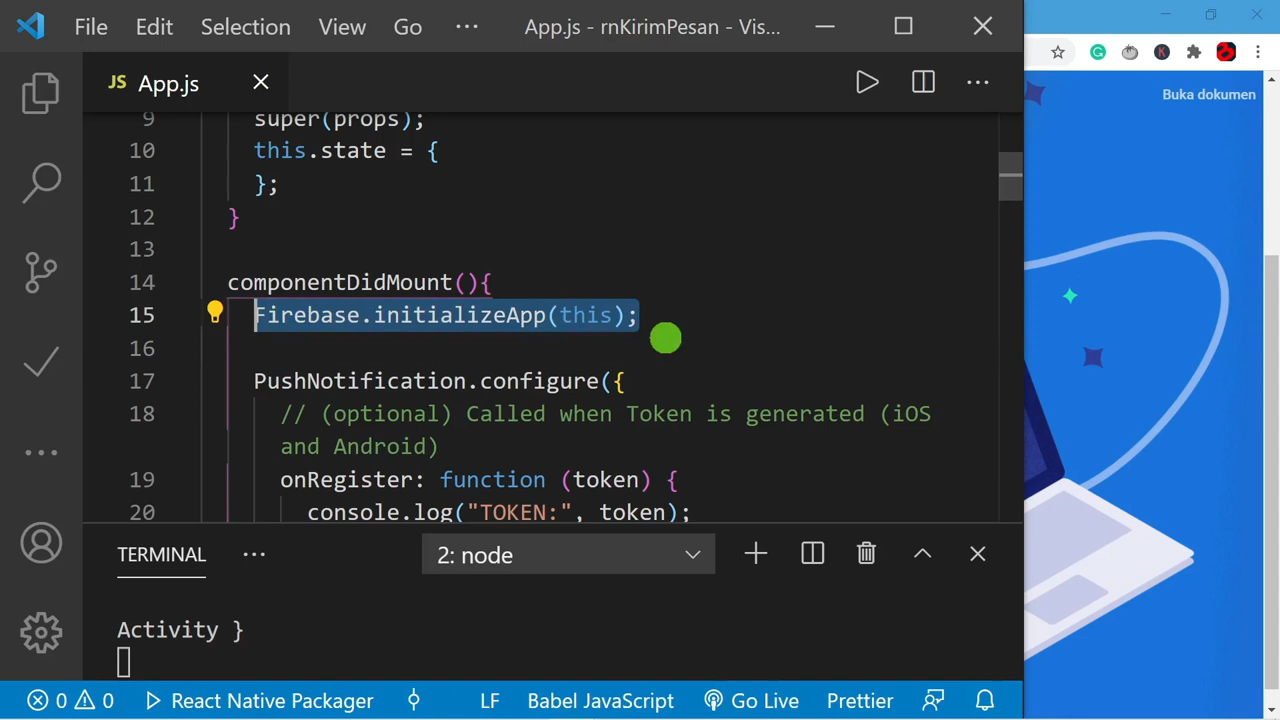 File Edit Selection View Go ··· App.js - rnKirimPesan - Vis...
JS App.js
Buka dokumen
9 super(props);
10 this.state = {
11 };
12 }
13
14 componentDidMount(){
15 Firebase.initializeApp(this);
16
17 PushNotification.configure({
18 // (optional) Called when Token is generated (iOS
and Android)
19 onRegister: function (token) {
20 console.log("TOKEN:", token);
TERMINAL ··· 2: node
Activity }
0 0 React Native Packager LF Babel JavaScript Go Live Prettier